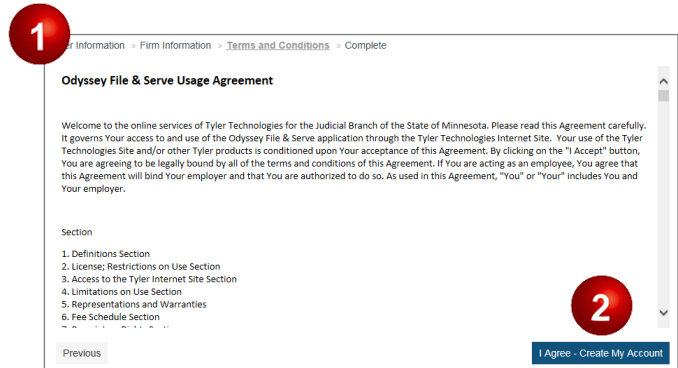 1
er Information » Firm Information » Terms and Conditions » Complete
Odyssey File & Serve Usage Agreement
Welcome to the online services of Tyler Technologies for the Judicial Branch of the State of Minnesota. Please read this Agreement carefully.
It governs Your access to and use of the Odyssey File & Serve application through the Tyler Technologies Internet Site. Your use of the Tyler
Technologies Site and/or other Tyler products is conditioned upon Your acceptance of this Agreement. By clicking on the "I Accept" button,
You are agreeing to be legally bound by all of the terms and conditions of this Agreement. If You are acting as an employee, You agree that
this Agreement will bind Your employer and that You are authorized to do so. As used in this Agreement, "You" or "Your" includes You and
Your employer.
Section
1. Definitions Section
2. License; Restrictions on Use Section
3. Access to the Tyler Internet Site Section
4. Limitations on Use Section
5. Representations and Warranties
6. Fee Schedule Section
2
Previous
I Agree - Create My Account